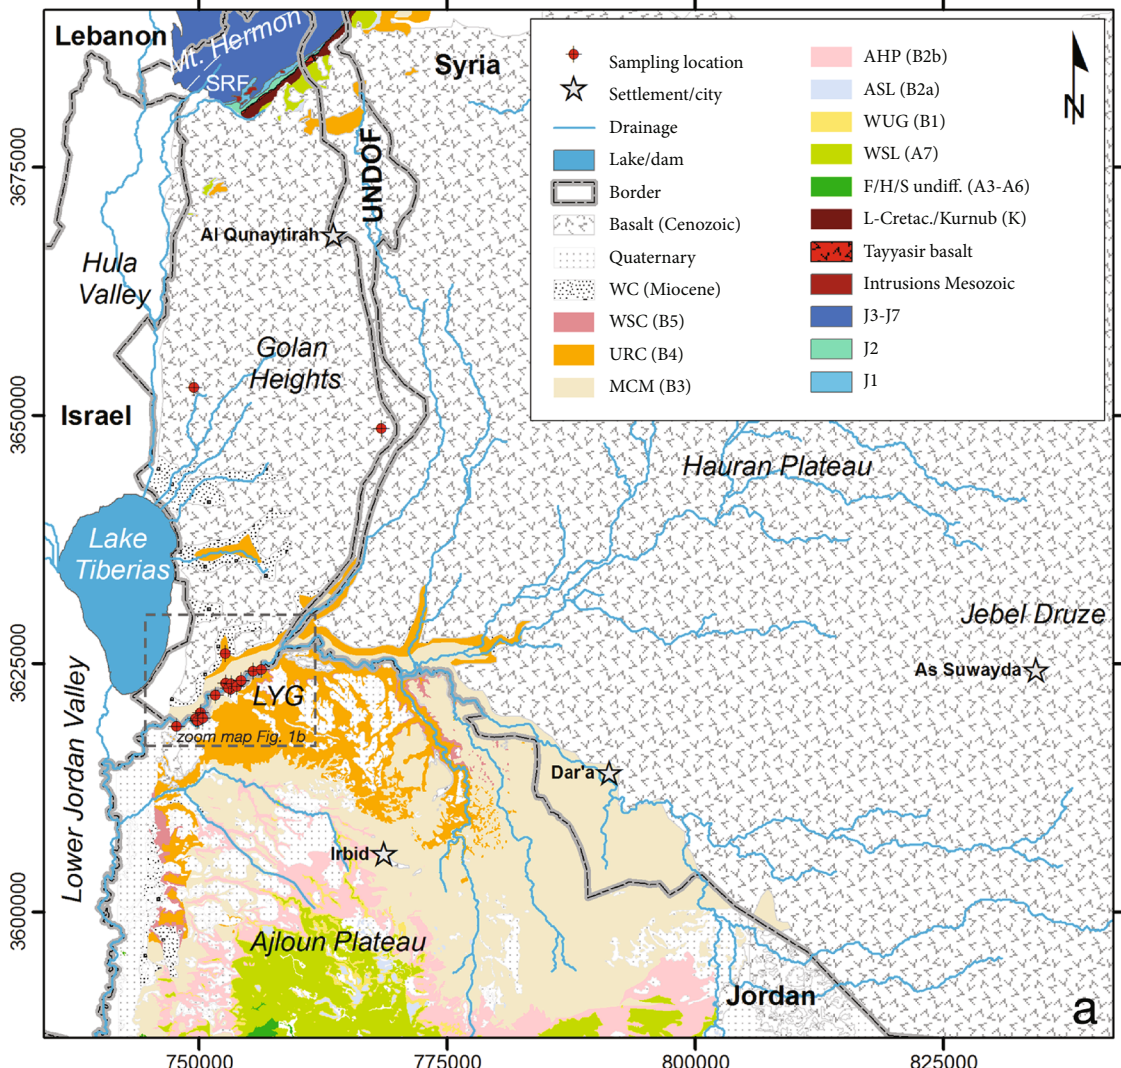 Lebanon
Mt. Hermon
SRF
Syria
UNDOF
Al Qunaytirah
Hula
Valley
Golan
Heights
Israel
Lake
Tiberias
Hauran Plateau
Jebel Druze
As Suwayda
LYG
zoom map Fig. 1b
Lower Jordan Valley
Dar'a
Irbid
Ajloun Plateau
Jordan
a
N
Sampling location
Settlement/city
Drainage
Lake/dam
Border
Basalt (Cenozoic)
Quaternary
WC (Miocene)
WSC (B5)
URC (B4)
MCM (B3)
AHP (B2b)
ASL (B2a)
WUG (B1)
WSL (A7)
F/H/S undiff. (A3-A6)
L-Cretac./Kurnub (K)
Tayyasir basalt
Intrusions Mesozoic
J3-J7
J2
J1
3675000
3650000
3625000
3600000
750000
775000
800000
825000